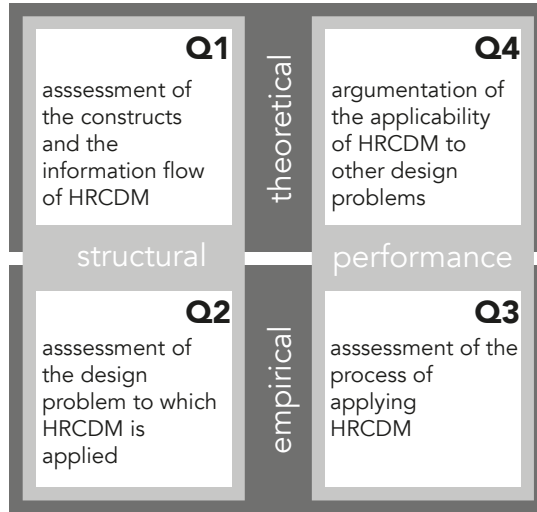 Q1
asssessment of
the constructs
and the
information flow
of HRCDM
theoretical
Q4
argumentation of
the applicability
of HRCDM to
other design
problems
structural
performance
Q2
asssessment of
the design
problem to which
HRCDM is
applied
empirical
Q3
asssessment of the
process of
applying
HRCDM